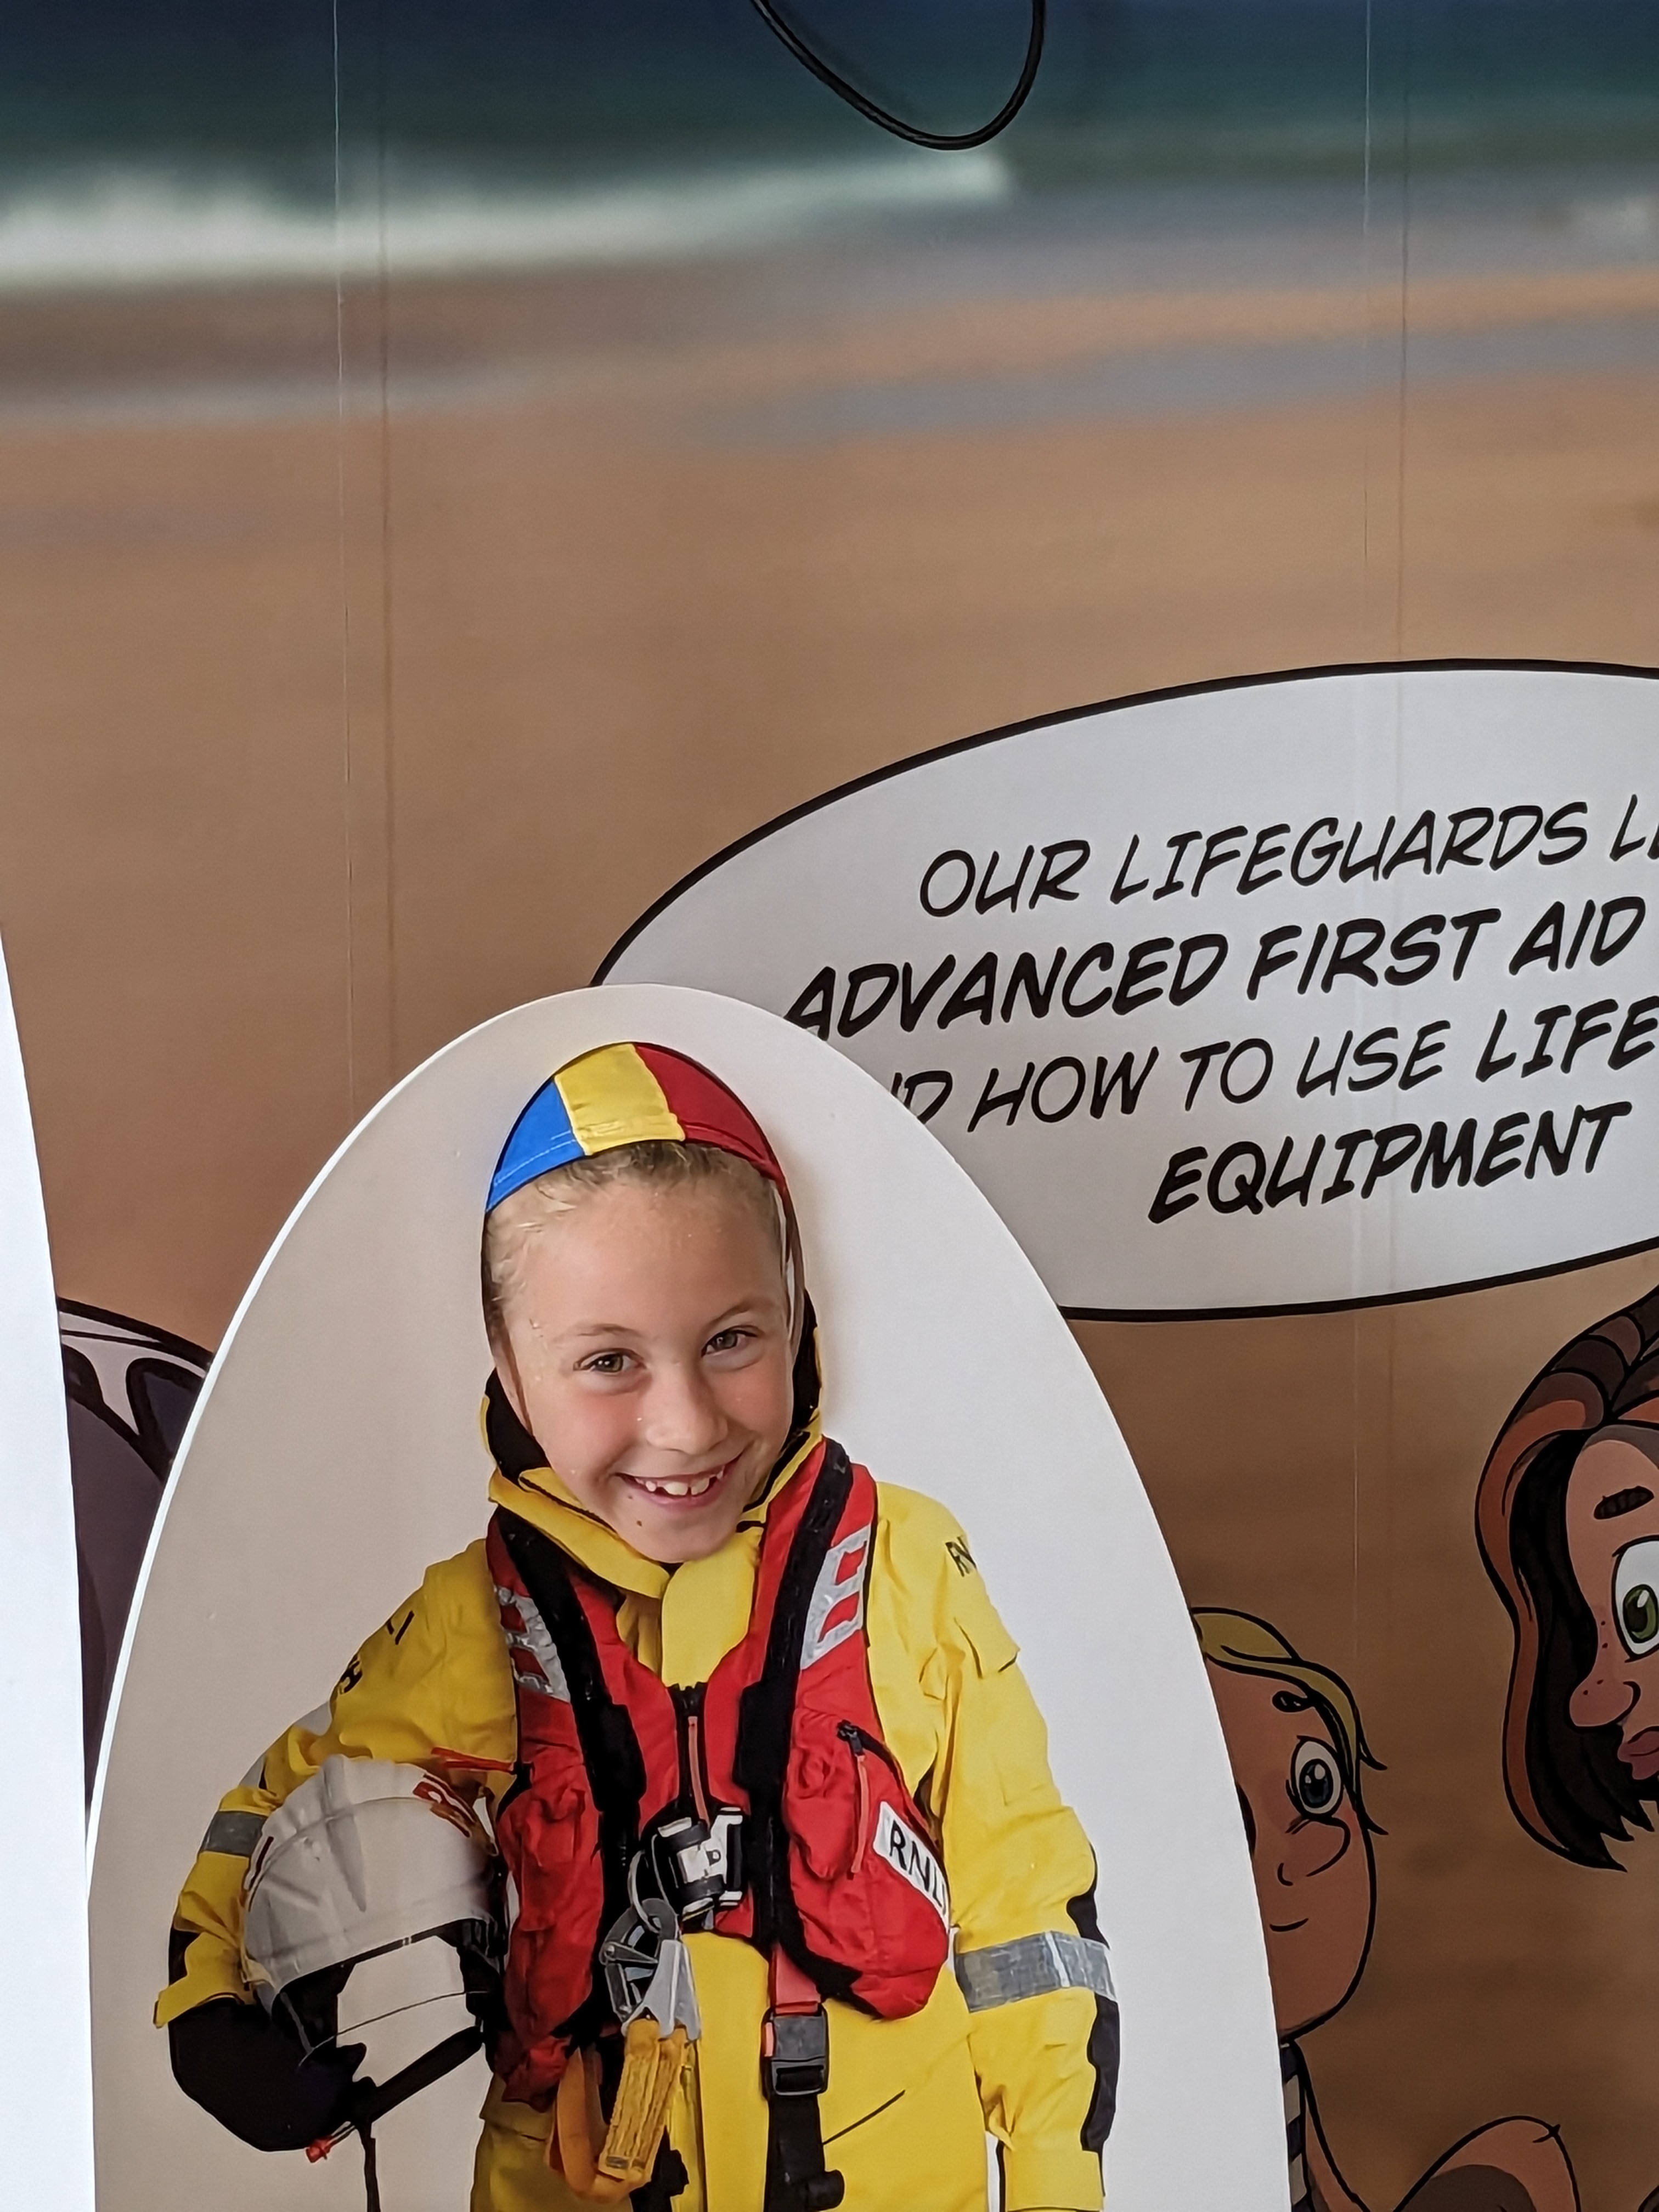 OUR LIFEGUARDS
ADVANCED FIRST AID
HOW TO USE
EQUIPMENT
RNLI